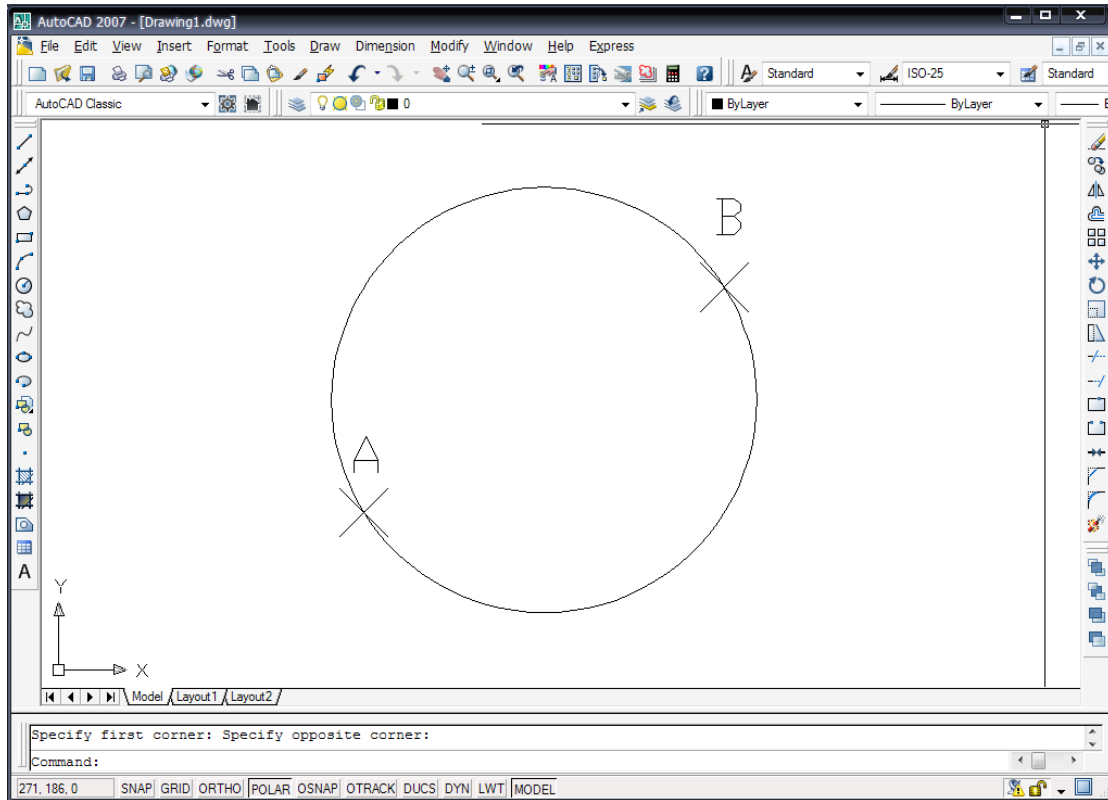 AutoCAD 2007 - [Drawing1.dwg]
File Edit View Insert Format Tools Draw Dimension Modify Window Help Express
Standard ISO-25 Standard
AutoCAD Classic 0 ByLayer ByLayer
B
A
Y
X
A
Model Layout1 Layout2
Specify first corner: Specify opposite corner:
Command:
271, 186, 0 SNAP GRID ORTHO POLAR OSNAP OTRACK DUCS DYN LWT MODEL